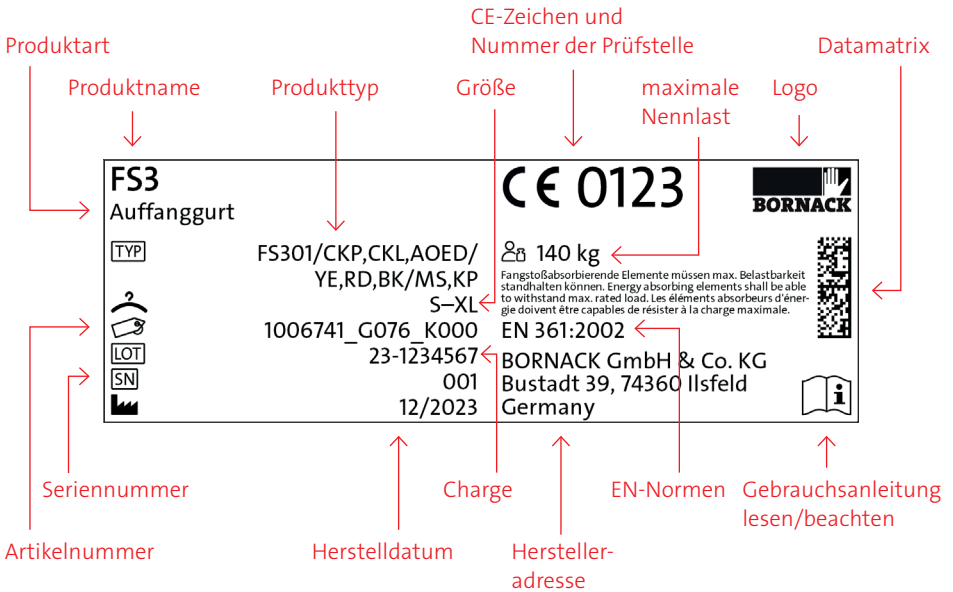 CE-Zeichen und
Nummer der Prüfstelle
Produktart
Datamatrix
Produktname
Produkttyp
Größe
maximale
Nennlast
Logo
FS3
Auffanggurt
CE 0123
BORNACK
TYP
FS301/CKP,CKL,AOED/
YE,RD,BK/MS,KP
S–XL
1006741_G076_K000
LOT
23-1234567
SN
001
12/2023
140 kg
Fangstoßabsorbierende Elemente müssen max. Belastbarkeit
standhalten können. Energy absorbing elements shall be able
to withstand max. rated load. Les éléments absorbeurs d'éner-
gie doivent être capables de résister à la charge maximale.
EN 361:2002
BORNACK GmbH & Co. KG
Bustadt 39, 74360 Ilsfeld
Germany
i
Seriennummer
Charge
EN-Normen
Gebrauchsanleitung
lesen/beachten
Artikelnummer
Herstelldatum
Hersteller-
adresse